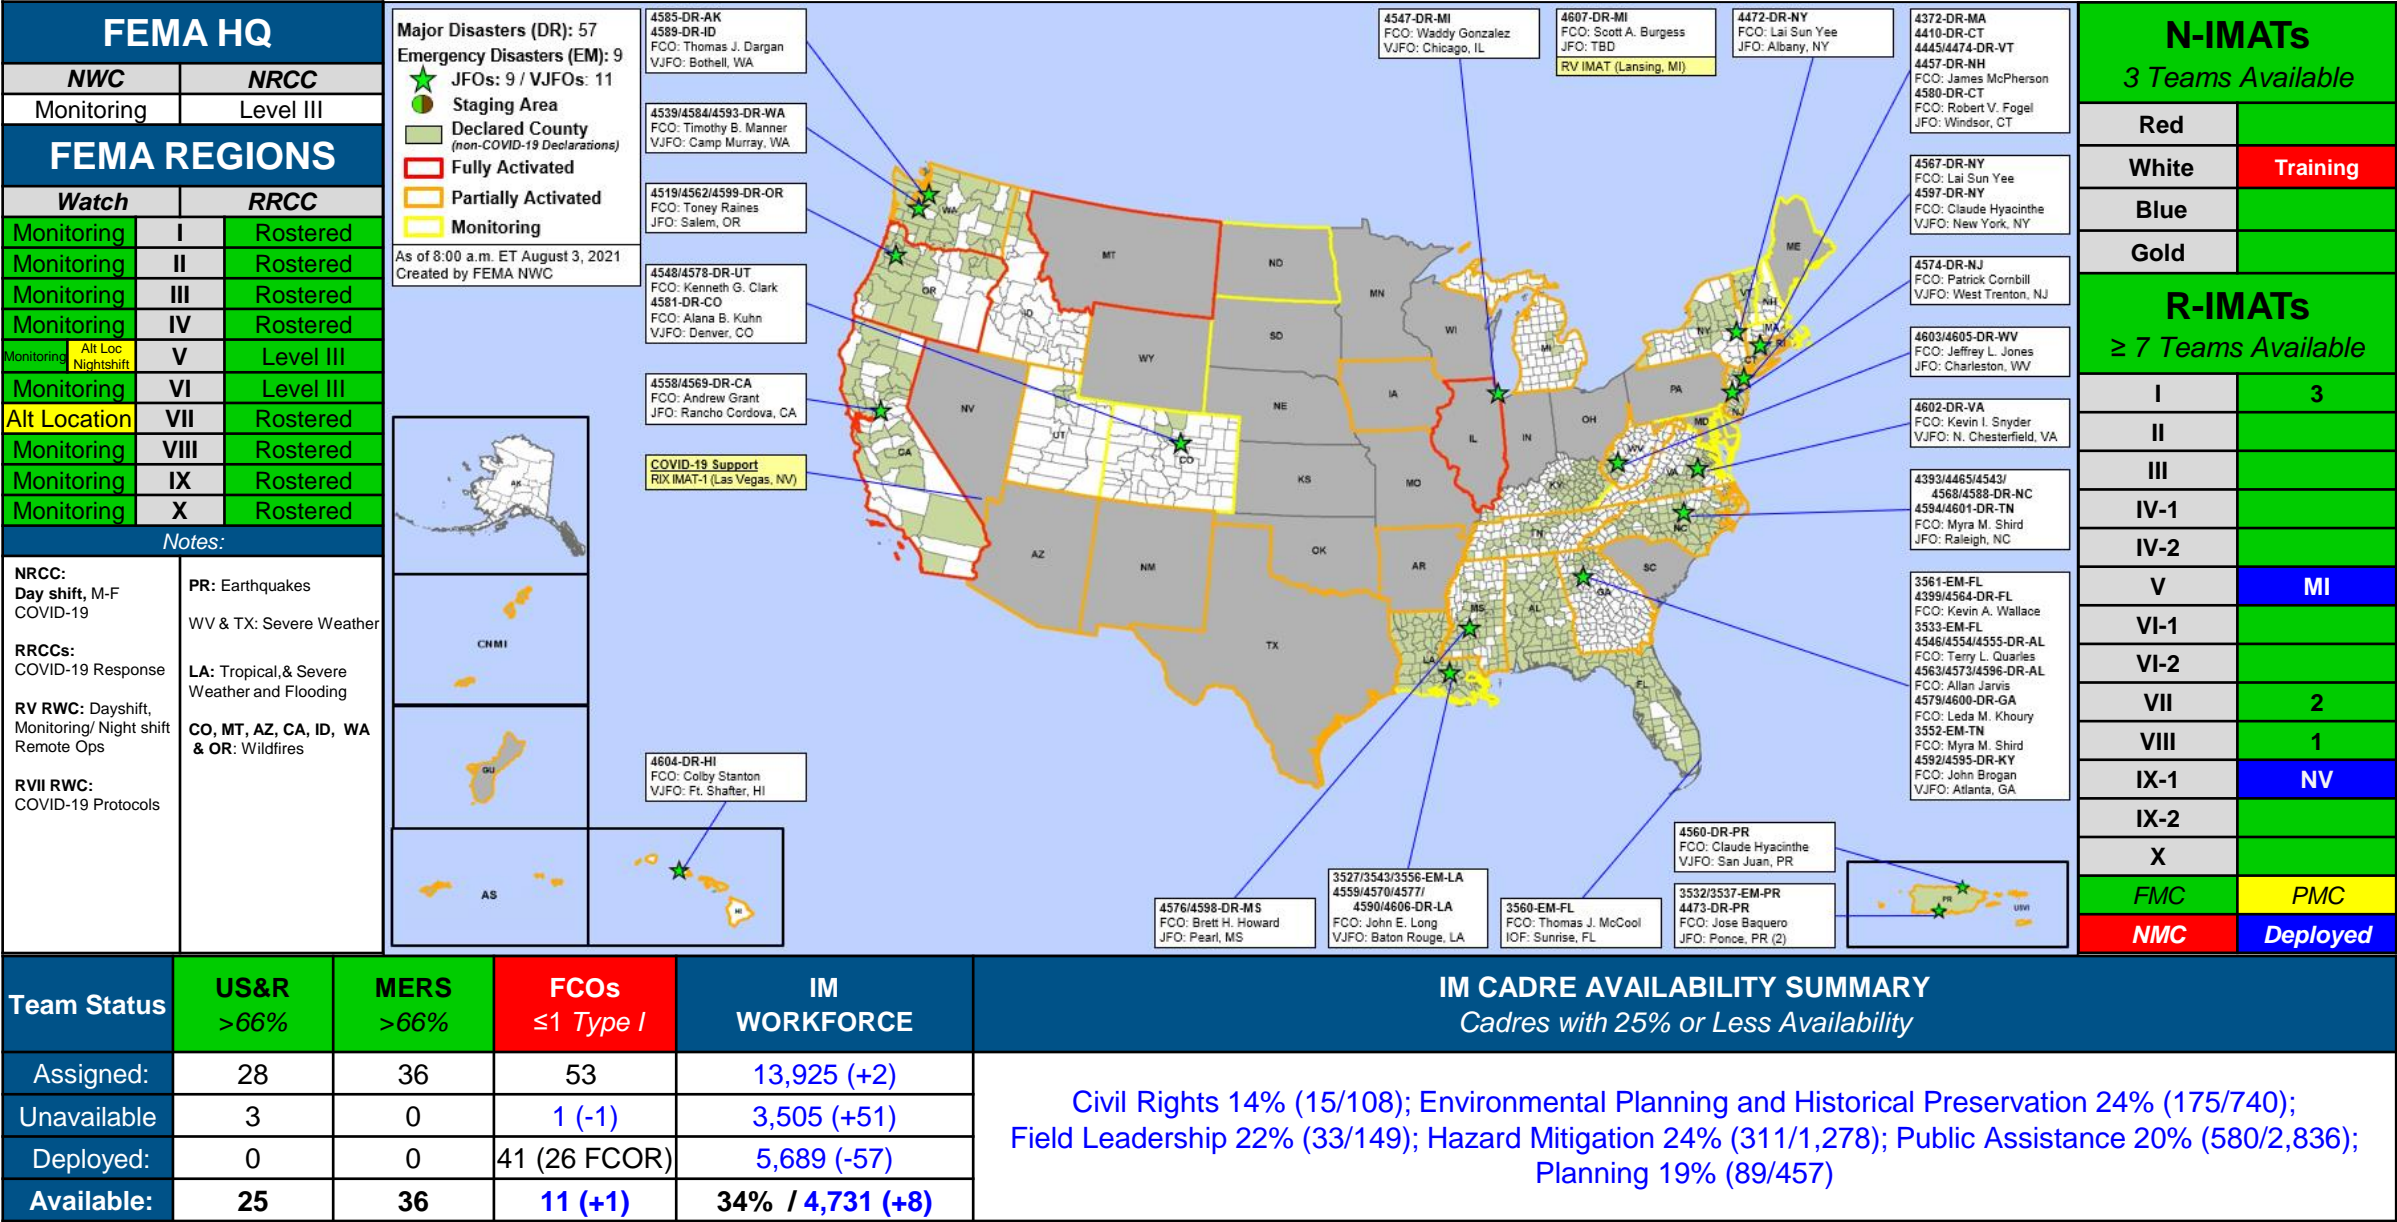 FEMA HQ
NWC NRCC
Monitoring Level III
FEMA REGIONS
Watch RRCC
Monitoring I Rostered
Monitoring II Rostered
Monitoring III Rostered
Monitoring IV Rostered
Monitoring Alt Loc Nightshift V Level III
Monitoring VI Level III
Alt Location VII Rostered
Monitoring VIII Rostered
Monitoring IX Rostered
Monitoring X Rostered
Notes:
NRCC:
Day shift, M-F
COVID-19
RRCCs:
COVID-19 Response
RV RWC: Dayshift,
Monitoring/ Night shift
Remote Ops
RVII RWC:
COVID-19 Protocols
PR: Earthquakes
WV & TX: Severe Weather
LA: Tropical,& Severe
Weather and Flooding
CO, MT, AZ, CA, ID, WA
& OR: Wildfires
Major Disasters (DR): 57
Emergency Disasters (EM): 9
JFOs: 9 / VJFOs: 11
Staging Area
Declared County
(non-COVID-19 Declarations)
Fully Activated
Partially Activated
Monitoring
As of 8:00 a.m. ET August 3, 2021
Created by FEMA NWC
4585-DR-AK
4589-DR-ID
FCO: Thomas J. Dargan
VJFO: Bothell, WA
4539/4584/4593-DR-WA
FCO: Timothy B. Manner
VJFO: Camp Murray, WA
4519/4562/4599-DR-OR
FCO: Toney Raines
JFO: Salem, OR
4548/4578-DR-UT
FCO: Kenneth G. Clark
4581-DR-CO
FCO: Alana B. Kuhn
VJFO: Denver, CO
4558/4569-DR-CA
FCO: Andrew Grant
JFO: Rancho Cordova, CA
COVID-19 Support
RIX IMAT-1 (Las Vegas, NV)
4604-DR-HI
FCO: Colby Stanton
VJFO: Ft. Shafter, HI
4547-DR-MI
FCO: Waddy Gonzalez
VJFO: Chicago, IL
4607-DR-MI
FCO: Scott A. Burgess
JFO: TBD
RV IMAT (Lansing, MI)
4472-DR-NY
FCO: Lai Sun Yee
JFO: Albany, NY
4372-DR-MA
4410-DR-CT
4445/4474-DR-VT
4457-DR-NH
FCO: James McPherson
4580-DR-CT
FCO: Robert V. Fogel
JFO: Windsor, CT
4567-DR-NY
FCO: Lai Sun Yee
4597-DR-NY
FCO: Claude Hyacinthe
VJFO: New York, NY
4574-DR-NJ
FCO: Patrick Cornbill
VJFO: West Trenton, NJ
4603/4605-DR-WV
FCO: Jeffrey L. Jones
JFO: Charleston, WV
4602-DR-VA
FCO: Kevin I. Snyder
VJFO: N. Chesterfield, VA
4393/4465/4543/
4568/4588-DR-NC
4594/4601-DR-TN
FCO: Myra M. Shird
JFO: Raleigh, NC
3561-EM-FL
4399/4564-DR-FL
FCO: Kevin A. Wallace
3533-EM-FL
4546/4554/4555-DR-AL
FCO: Terry L. Quarles
4563/4573/4596-DR-AL
FCO: Allan Jarvis
4579/4600-DR-GA
FCO: Leda M. Khoury
3552-EM-TN
FCO: Myra M. Shird
4592/4595-DR-KY
FCO: John Brogan
VJFO: Atlanta, GA
4560-DR-PR
FCO: Claude Hyacinthe
VJFO: San Juan, PR
3532/3537-EM-PR
4473-DR-PR
FCO: Jose Baquero
JFO: Ponce, PR (2)
3560-EM-FL
FCO: Thomas J. McCool
IOF: Sunrise, FL
3527/3543/3556-EM-LA
4559/4570/4577/
4590/4606-DR-LA
FCO: John E. Long
VJFO: Baton Rouge, LA
4576/4598-DR-MS
FCO: Brett H. Howard
JFO: Pearl, MS
WA
MT
ND
MN
ME
OR
ID
SD
WI
MI
VT
NH
NY
MA
CT
RI
WY
NE
IA
PA
NJ
NV
UT
CO
IL
IN
OH
MD
WV
VA
CA
KS
MO
KY
NC
TN
AZ
NM
OK
AR
SC
MS
AL
GA
TX
LA
FL
AK
CNMI
GU
AS
HI
PR
USVI
N-IMATs
3 Teams Available
Red
White Training
Blue
Gold
R-IMATs
≥ 7 Teams Available
I 3
II
III
IV-1
IV-2
V MI
VI-1
VI-2
VII 2
VIII 1
IX-1 NV
IX-2
X
FMC PMC
NMC Deployed
Team Status
US&R
>66%
MERS
>66%
FCOs
≤1 Type I
IM
WORKFORCE
IM CADRE AVAILABILITY SUMMARY
Cadres with 25% or Less Availability
Assigned: 28 36 53 13,925 (+2)
Unavailable 3 0 1 (-1) 3,505 (+51)
Deployed: 0 0 41 (26 FCOR) 5,689 (-57)
Available: 25 36 11 (+1) 34% / 4,731 (+8)
Civil Rights 14% (15/108); Environmental Planning and Historical Preservation 24% (175/740);
Field Leadership 22% (33/149); Hazard Mitigation 24% (311/1,278); Public Assistance 20% (580/2,836);
Planning 19% (89/457)